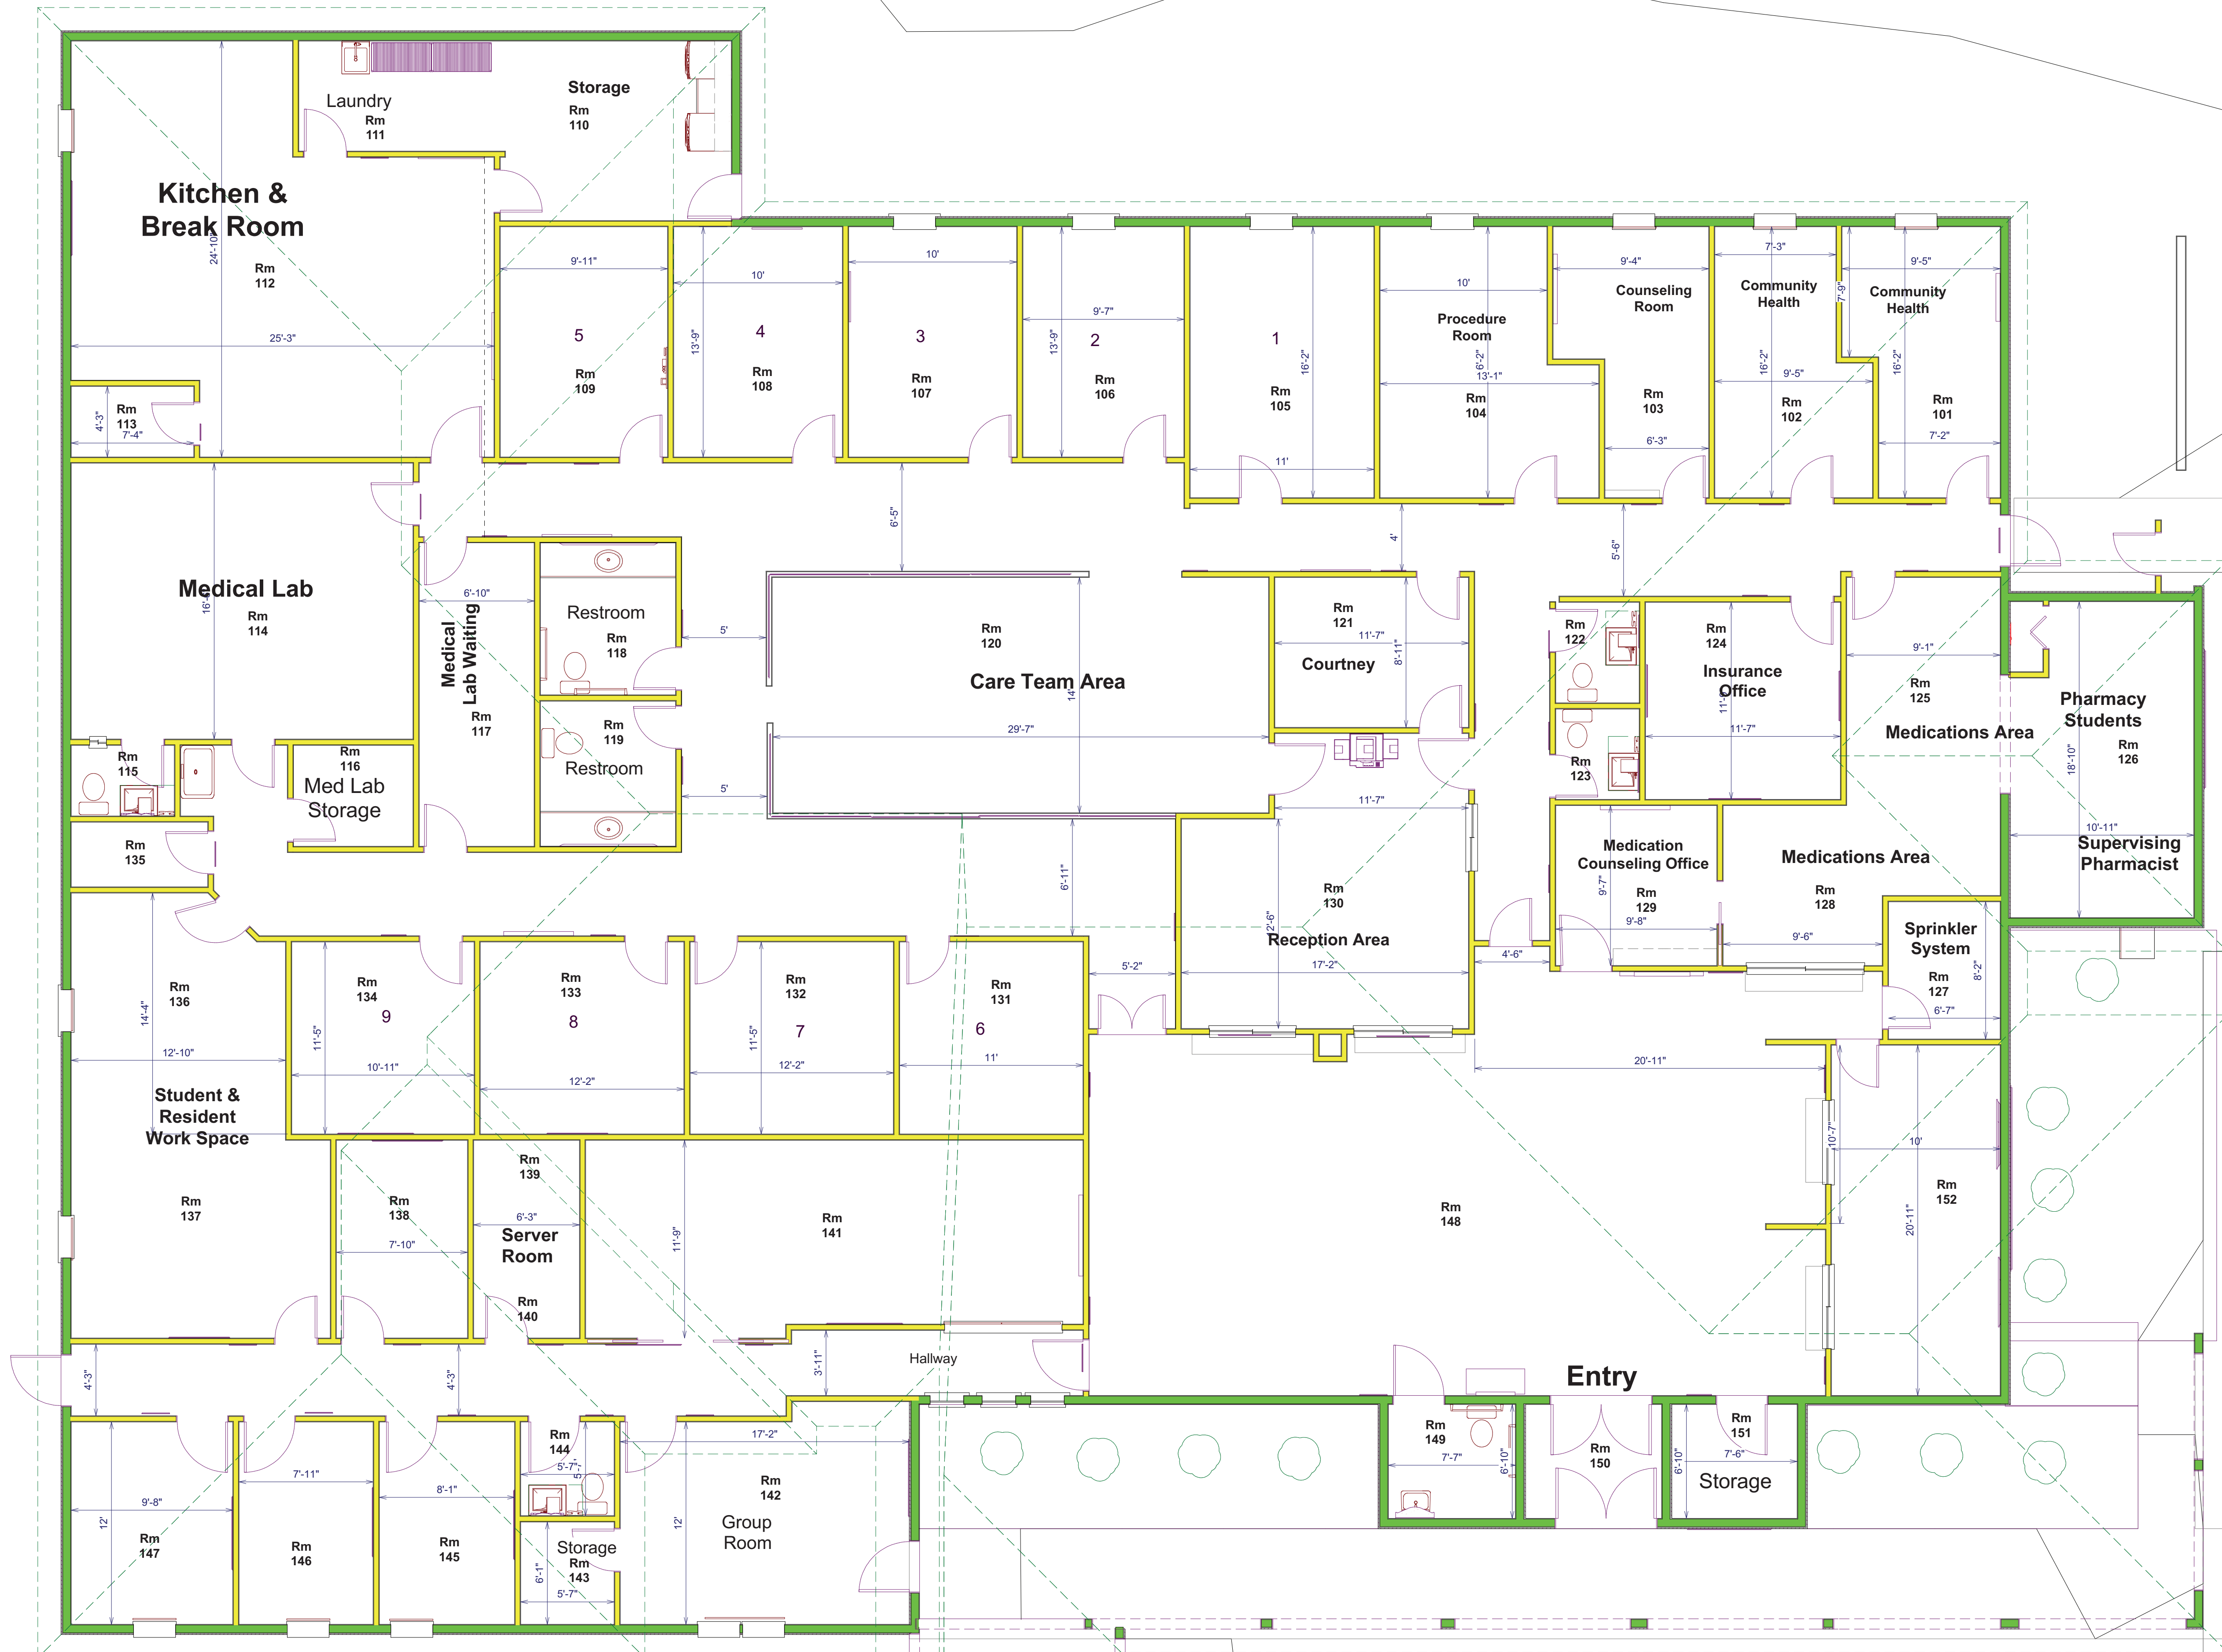 Laundry
Rm
111
Storage
Rm
110
Kitchen &
Break Room
24'-10"
Rm
112
25'-3"
Rm
113
4'-3"
7'-4"
9'-11"
5
Rm
109
10'
4
13'-9"
Rm
108
10'
3
Rm
107
9'-7"
2
13'-9"
Rm
106
1
16'-2"
Rm
105
11'
10'
Procedure
Room
13'-1"
Rm
104
9'-4"
Counseling
Room
Rm
103
6'-3"
7'-3"
Community
Health
16'-2"
9'-5"
Rm
102
7'-9"
9'-5"
Community
Health
16'-2"
Rm
101
7'-2"
6'-5"
4'
5'-6"
Medical Lab
Rm
114
6'-10"
Medical
Lab Waiting
Rm
117
Restroom
Rm
118
5'
Rm
119
Restroom
5'
Rm
120
Care Team Area
14'
29'-7"
Rm
121
11'-7"
8'-11"
Courtney
11'-7"
Rm
122
Rm
123
Rm
124
Insurance
Office
11'-7"
9'-1"
Rm
125
Medications Area
Pharmacy
Students
Rm
126
18'-10"
10'-11"
Supervising
Pharmacist
Rm
115
Rm
116
Med Lab
Storage
Rm
135
6'-11"
Rm
130
Reception Area
17'-2"
5'-2"
4'-6"
Medication
Counseling Office
9'-7"
Rm
129
9'-8"
Medications Area
Rm
128
9'-6"
Sprinkler
System
Rm
127
8'-2"
6'-7"
Rm
136
14'-4"
12'-10"
Student &
Resident
Work Space
Rm
137
Rm
134
9
11'-5"
10'-11"
Rm
133
8
12'-2"
Rm
132
7
11'-5"
12'-2"
Rm
131
6
11'
Rm
138
7'-10"
Rm
139
6'-3"
Server
Room
Rm
140
11'-9"
Rm
141
20'-11"
Rm
148
10'-7"
10'
Rm
152
20'-11"
Hallway
3'-11"
4'-3"
4'-3"
Entry
9'-8"
12'
Rm
147
7'-11"
Rm
146
8'-1"
Rm
145
Rm
144
5'-7"
Storage
Rm
143
6'-1"
5'-7"
17'-2"
12'
Rm
142
Group
Room
Rm
149
7'-7"
6'-10"
Rm
150
Rm
151
6'-10"
7'-6"
Storage